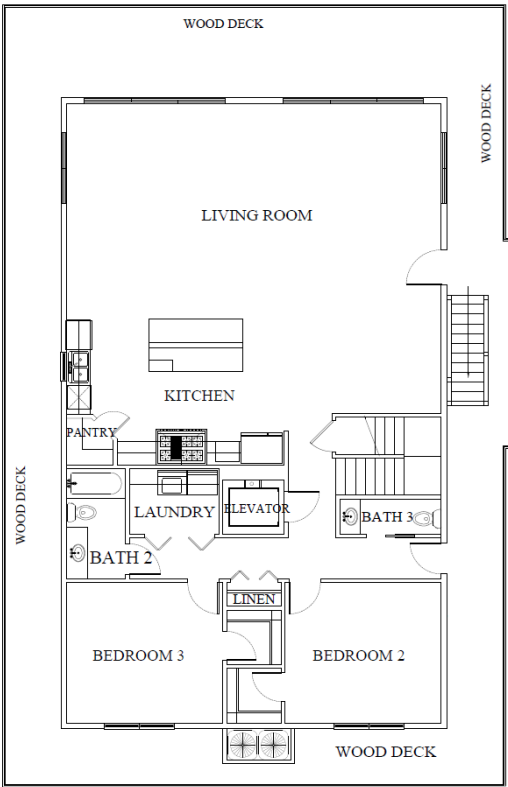 WOOD DECK
WOOD DECK
LIVING ROOM
KITCHEN
PANTRY
WOOD DECK
LAUNDRY
ELEVATOR
BATH 3
BATH 2
LINEN
BEDROOM 3
BEDROOM 2
WOOD DECK